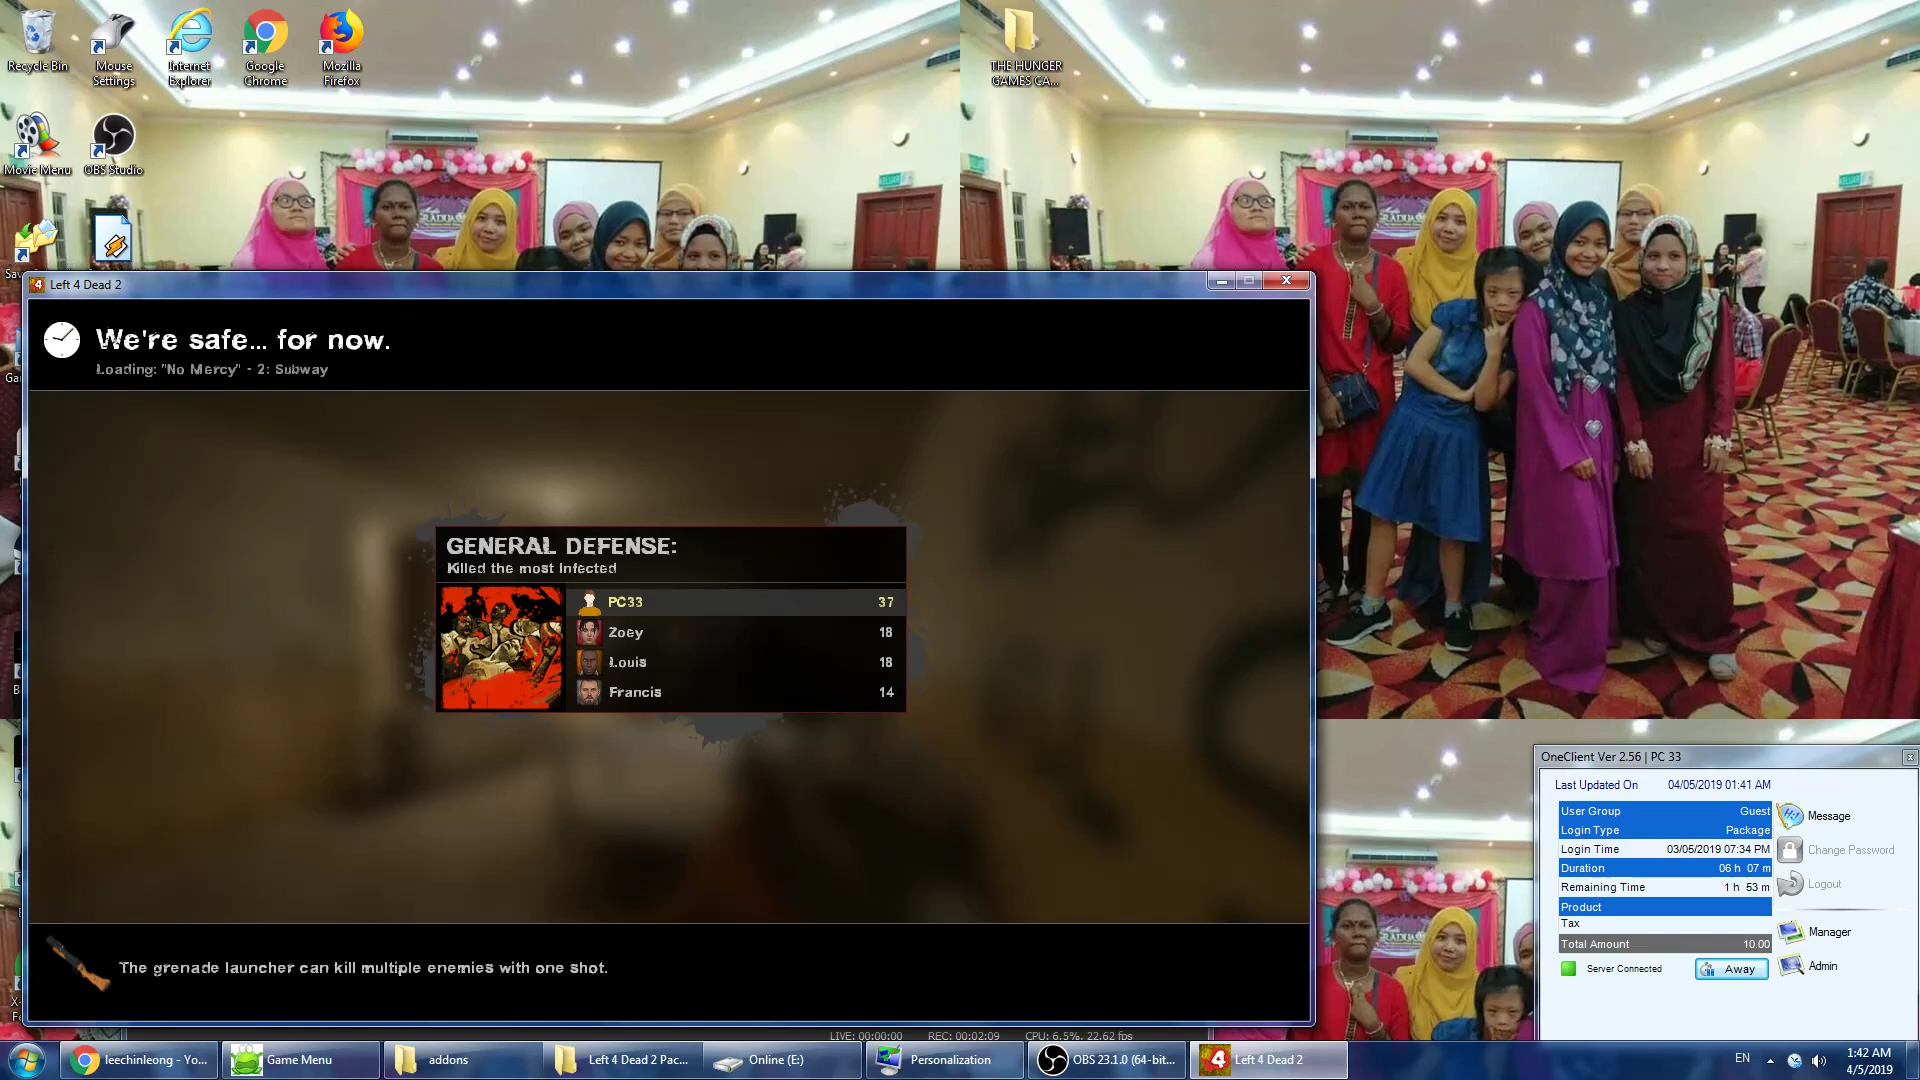 Recycle Bin
Mouse Settings
Internet Explorer
Google Chrome
Mozilla Firefox
THE HUNGER GAMES CA...
Movie Menu
OBS Studio
KELUAR
KELUAR
Left 4 Dead 2
We're safe... for now.
Loading: "No Mercy" - 2: Subway
GENERAL DEFENSE:
Killed the most Infected
PC33 37
Zoey 18
Louis 18
Francis 14
The grenade launcher can kill multiple enemies with one shot.
OneClient Ver 2.56 | PC 33
Last Updated On 04/05/2019 01:41 AM
User Group Guest
Login Type Package
Login Time 03/05/2019 07:34 PM
Duration 06 h 07 m
Remaining Time 1 h 53 m
Product
Tax
Total Amount 10.00
Server Connected
Away
Message
Change Password
Logout
Manager
Admin
LIVE: 00:00:00 REC: 00:02:09 CPU: 6.5%, 22.62 fps
leechinleong - Yo...
Game Menu
addons
Left 4 Dead 2 Pac...
Online (E:)
Personalization
OBS 23.1.0 (64-bit...
Left 4 Dead 2
EN
1:42 AM
4/5/2019